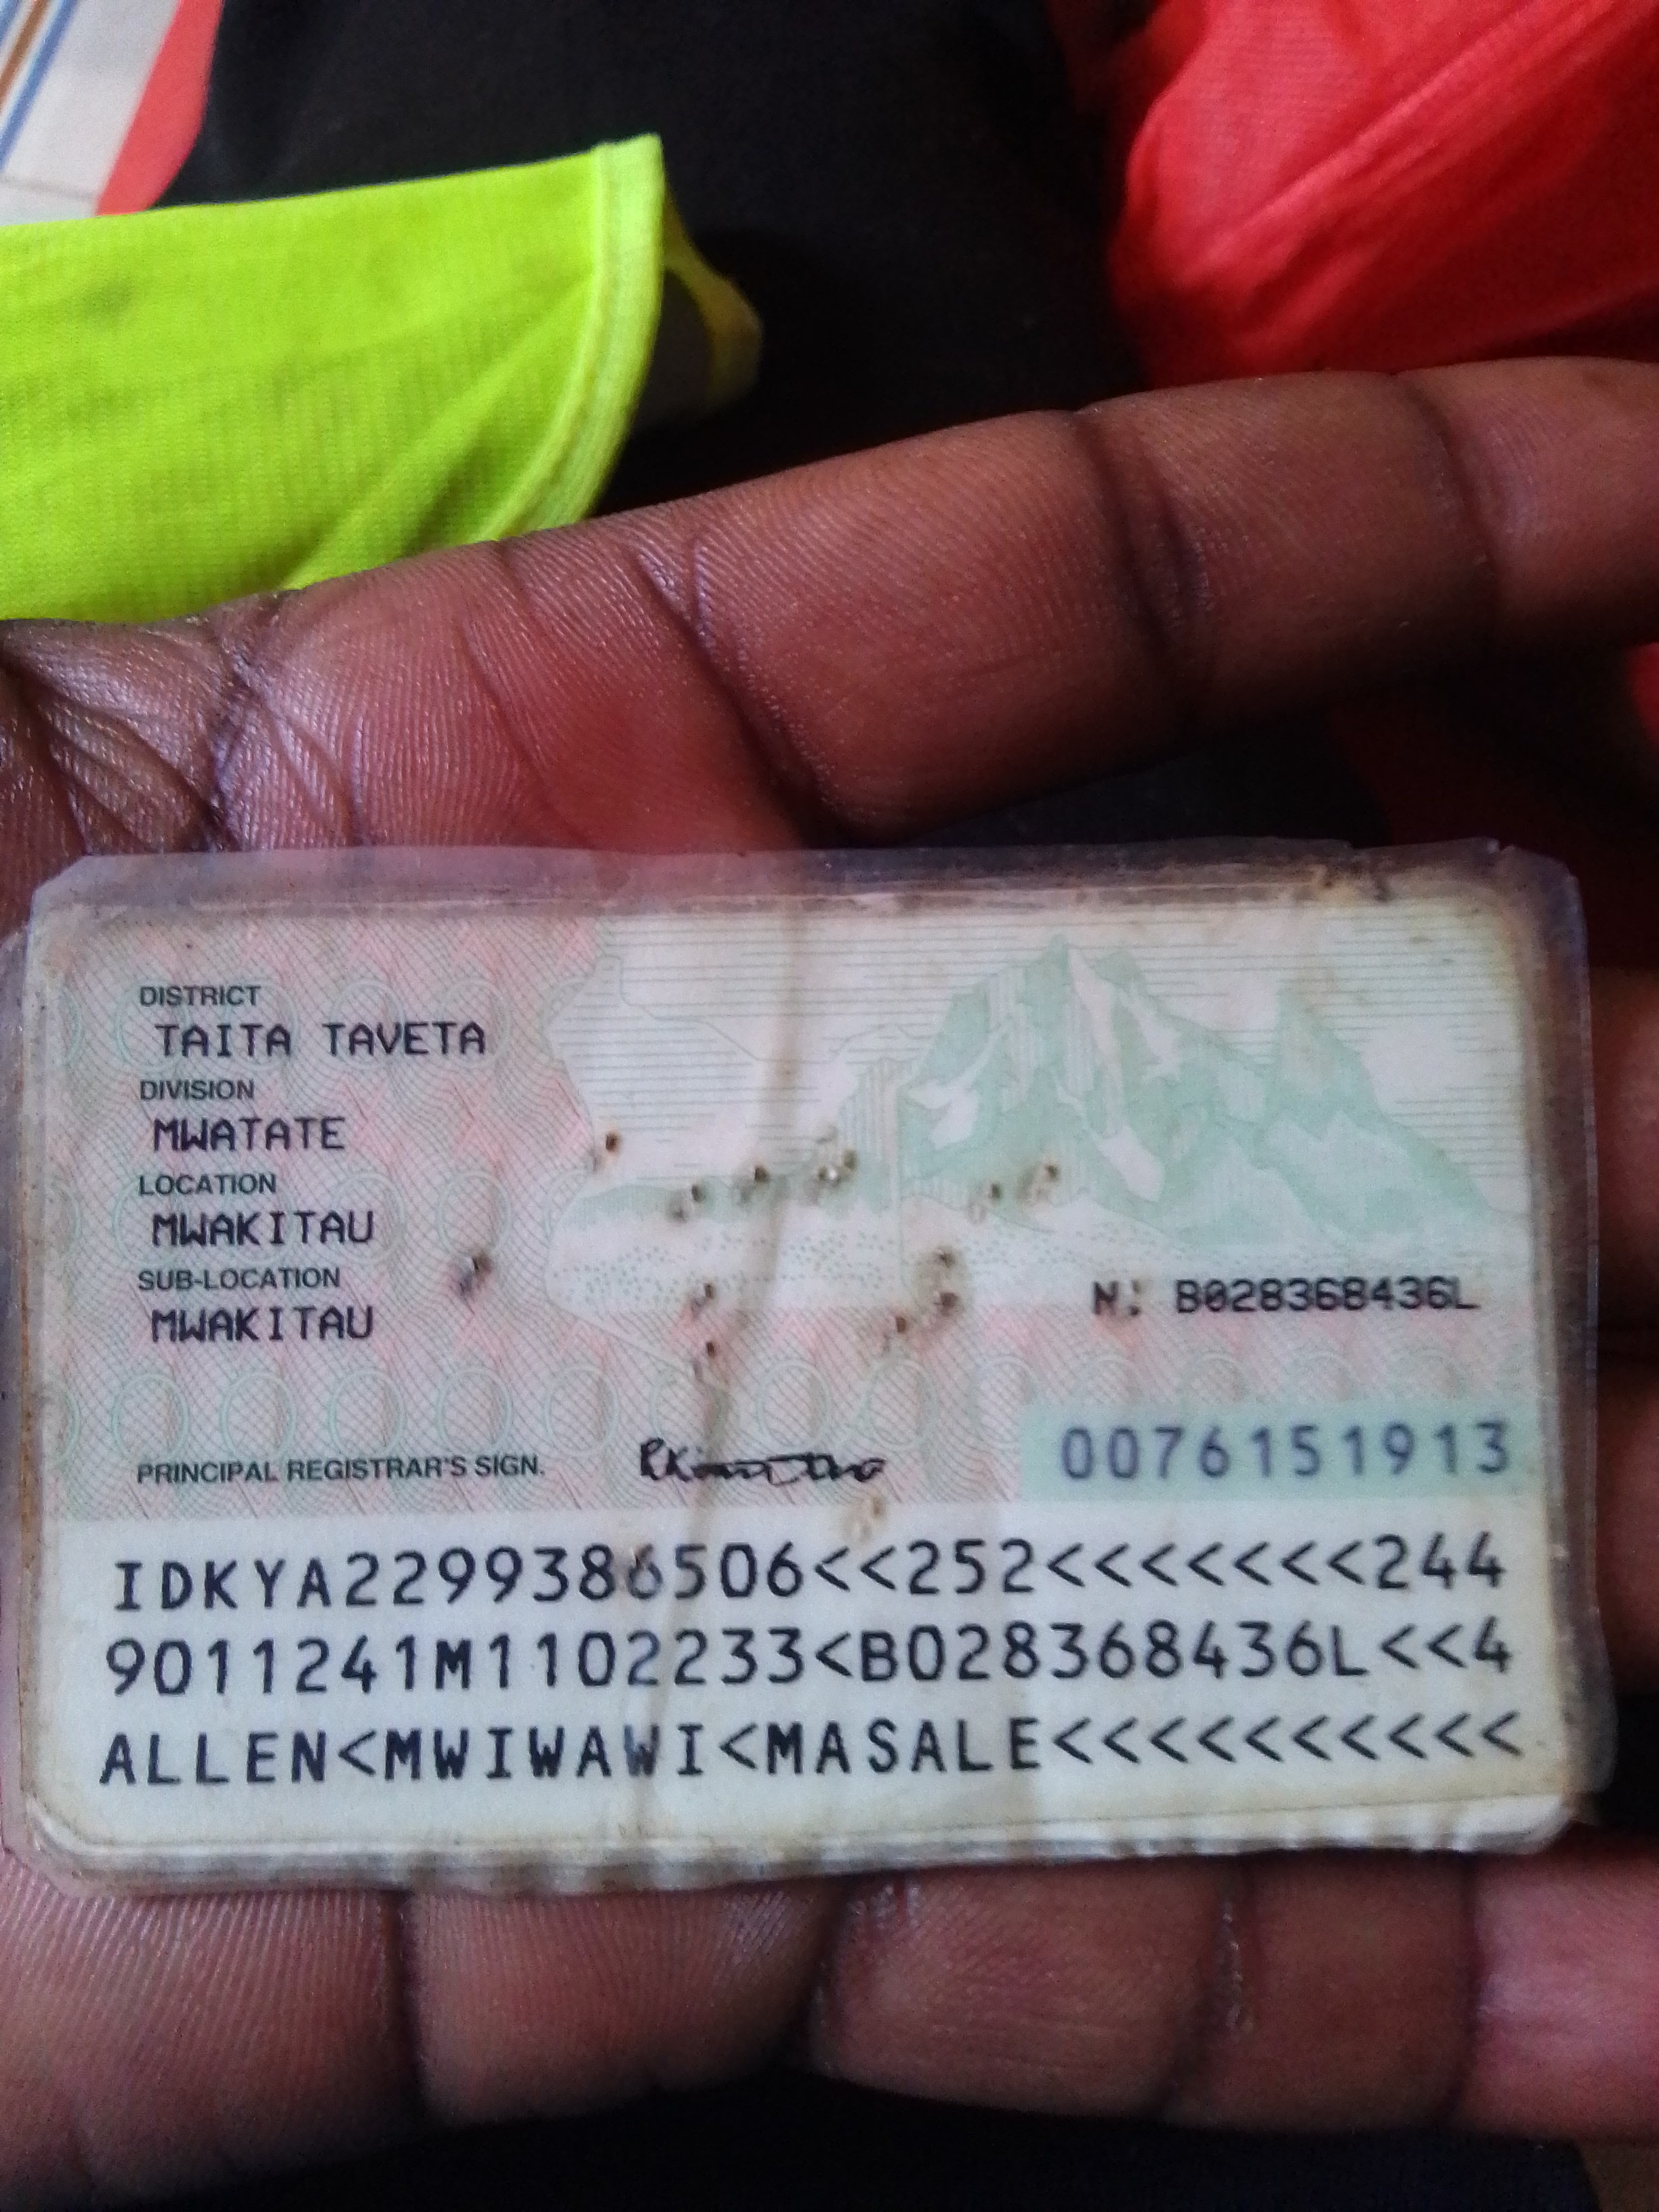 DISTRICT
TAITA TAVETA
DIVISION
MWATATE
LOCATION
MWAKITAU
SUB-LOCATION
MWAKITAU
N: B028368436L
PRINCIPAL REGISTRAR'S SIGN.
0076151913
IDKYA2299386506<<252<<<<<<<244
9011241M1102233<B028368436L<<4
ALLEN<MWIWAWI<MASALE<<<<<<<<<<